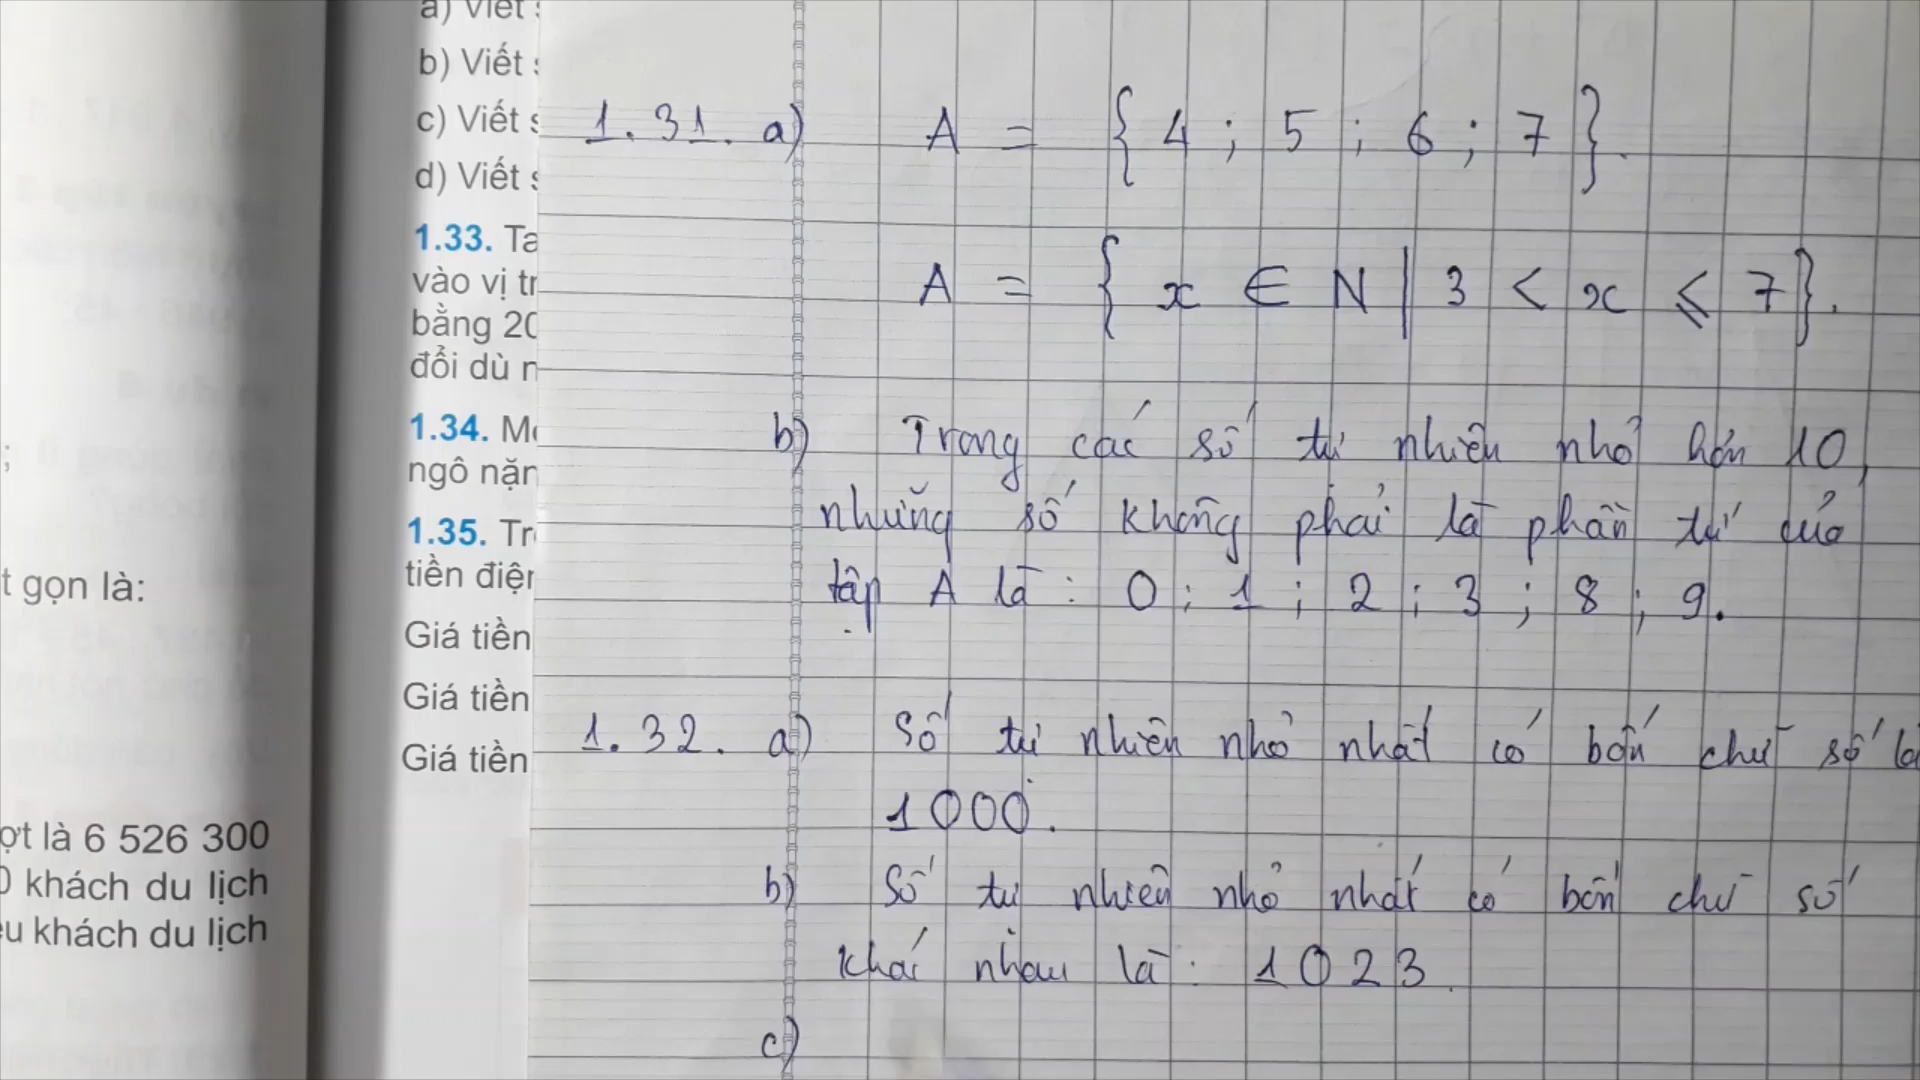 a) Viết
b) Viết
c) Viết
d) Viết
1.33. Ta
vào vị tr
bằng 20
đổi dù
1.34.
ngô nặn
1.35. Tr
tiền điện
Giá tiền
Giá tiền
Giá tiền
t gọn là:
ợt là 6 526 300
0 khách du lịch
u khách du lịch
1.31. a) A = { 4 ; 5 ; 6 ; 7 }.
A = { x ∈ N | 3 < x ⩽ 7 }.
b) Trong các số tự nhiên nhỏ hơn 10,
những số không phải là phần tử của
tập A là : 0 ; 1 ; 2 ; 3 ; 8 ; 9.
1.32. a) Số tự nhiên nhỏ nhất có bốn chữ số là
1000.
b) Số tự nhiên nhỏ nhất có bốn chữ số
khác nhau là : 1023.
c)